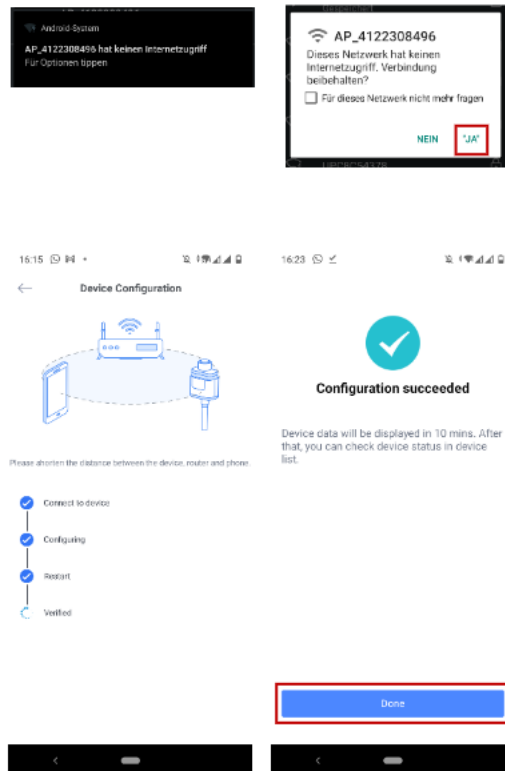 Android-System
AP_4122308496 hat keinen Internetzugriff
Für Optionen tippen
AP_4122308496
Dieses Netzwerk hat keinen
Internetzugriff. Verbindung
beibehalten?
Für dieses Netzwerk nicht mehr fragen
NEIN
"JA"
16:15
Device Configuration
Please shorten the distance between the device, router and phone.
Connect to device
Configuring
Restart
Verified
16:23
Configuration succeeded
Device data will be displayed in 10 mins. After
that, you can check device status in device
list.
Done